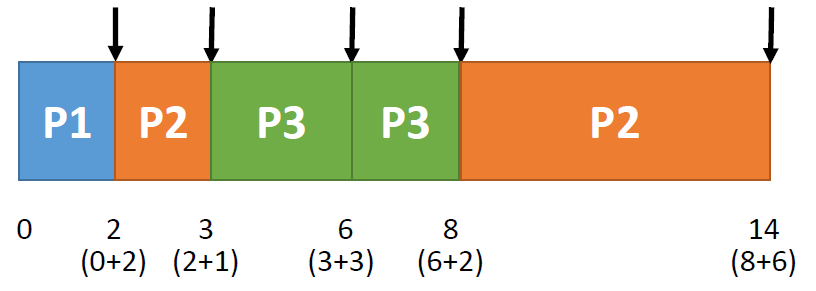 P1 P2 P3 P3 P2
0 2 3 6 8 14
(0+2) (2+1) (3+3) (6+2) (8+6)